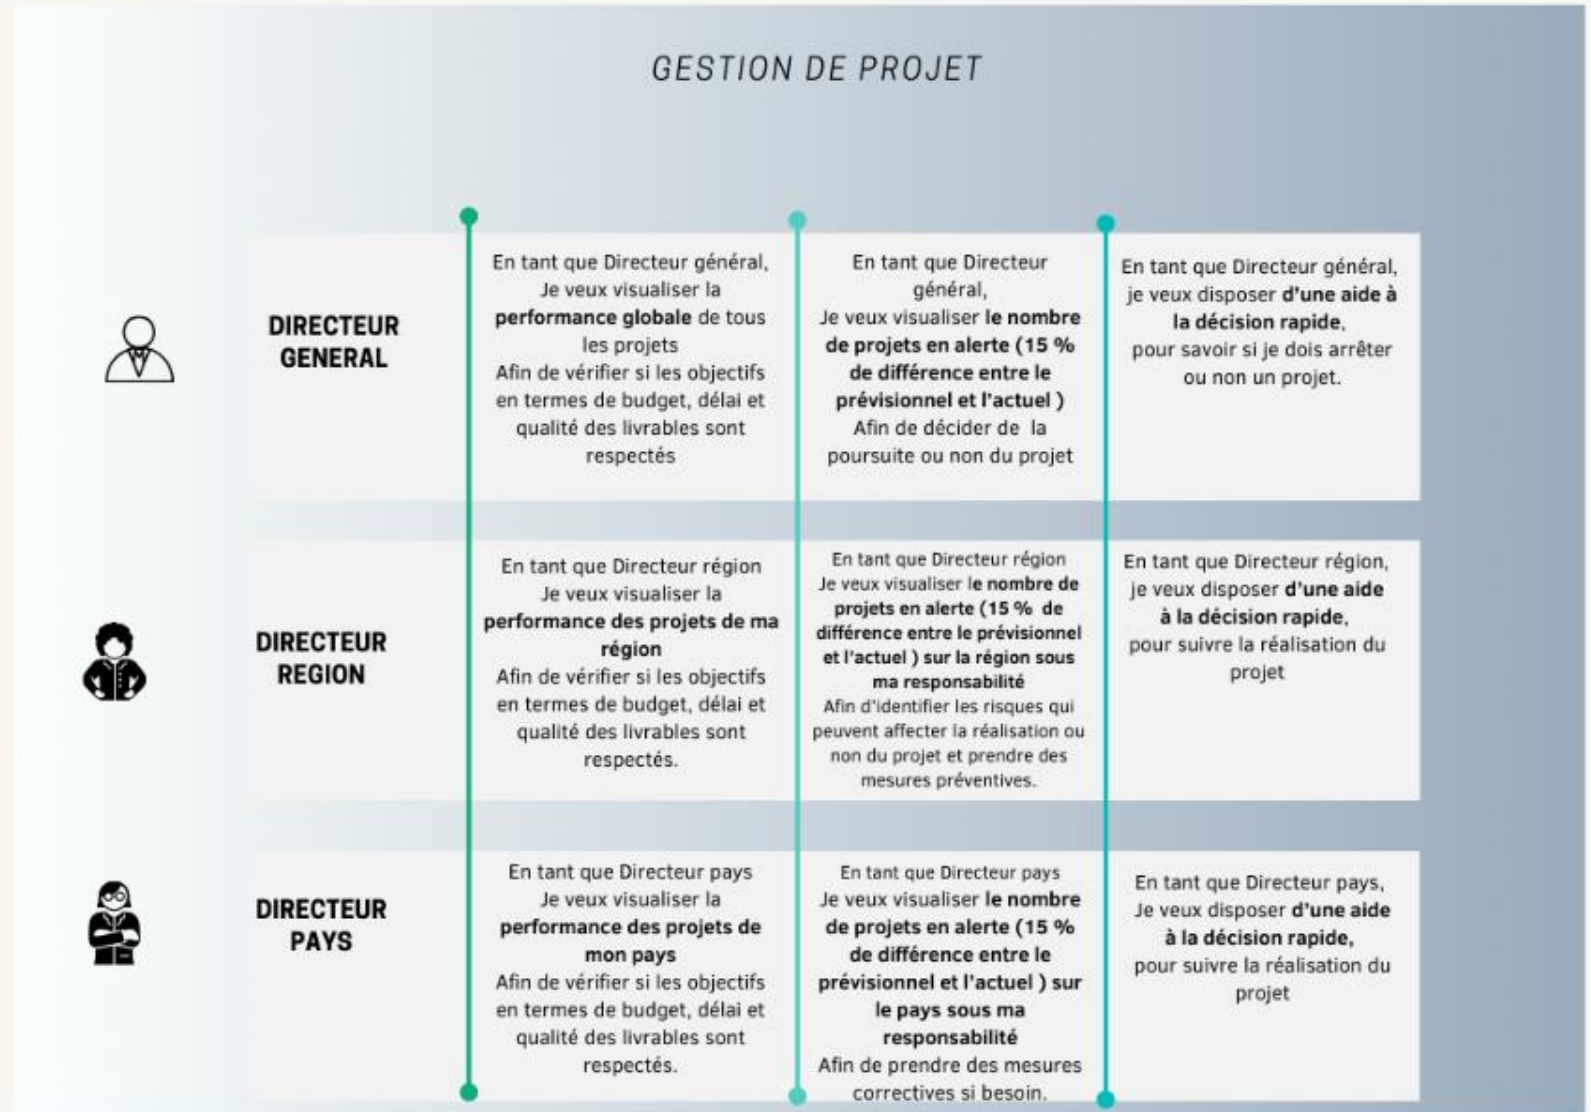 GESTION DE PROJET
DIRECTEUR
GENERAL
En tant que Directeur général,
Je veux visualiser la
performance globale de tous
les projets
Afin de vérifier si les objectifs
en termes de budget, délai et
qualité des livrables sont
respectés
En tant que Directeur
général,
Je veux visualiser le nombre
de projets en alerte (15 %
de différence entre le
prévisionnel et l'actuel )
Afin de décider de la
poursuite ou non du projet
En tant que Directeur général,
je veux disposer d'une aide à
la décision rapide,
pour savoir si je dois arrêter
ou non un projet.
DIRECTEUR
REGION
En tant que Directeur région
Je veux visualiser la
performance des projets de ma
région
Afin de vérifier si les objectifs
en termes de budget, délai et
qualité des livrables sont
respectés.
En tant que Directeur région
Je veux visualiser le nombre de
projets en alerte (15 % de
différence entre le prévisionnel
et l'actuel ) sur la région sous
ma responsabilité
Afin d'identifier les risques qui
peuvent affecter la réalisation ou
non du projet et prendre des
mesures préventives.
En tant que Directeur région,
je veux disposer d'une aide
à la décision rapide,
pour suivre la réalisation du
projet
DIRECTEUR
PAYS
En tant que Directeur pays
Je veux visualiser la
performance des projets de
mon pays
Afin de vérifier si les objectifs
en termes de budget, délai et
qualité des livrables sont
respectés.
En tant que Directeur pays
Je veux visualiser le nombre
de projets en alerte (15 %
de différence entre le
prévisionnel et l'actuel ) sur
le pays sous ma
responsabilité
Afin de prendre des mesures
correctives si besoin.
En tant que Directeur pays,
Je veux disposer d'une aide
à la décision rapide,
pour suivre la réalisation du
projet